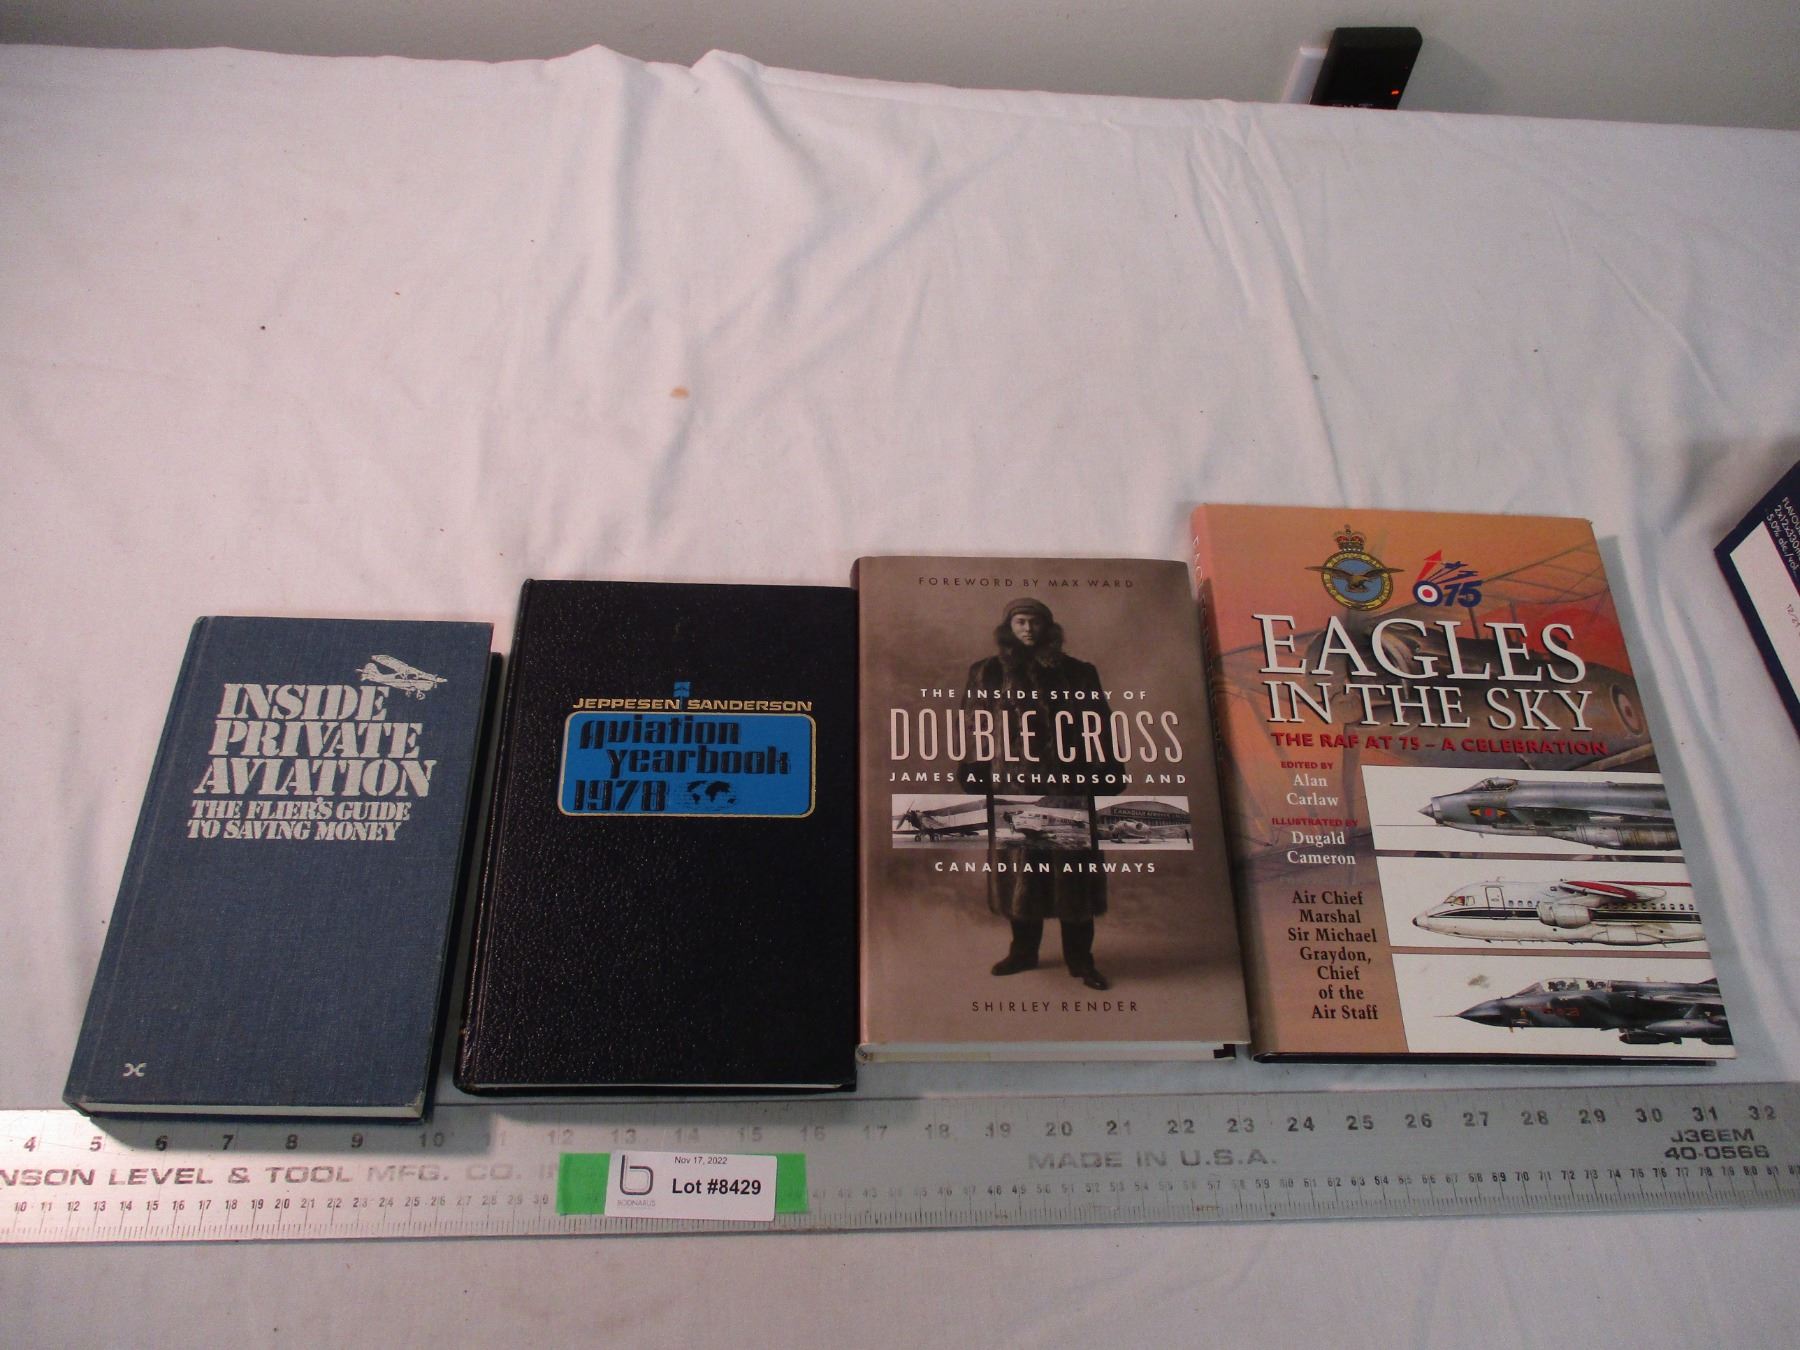 INSIDE
PRIVATE
AVIATION
THE FLIER'S GUIDE
TO SAVING MONEY
JEPPESEN SANDERSON
Aviation
yearbook
1978
FOREWORD BY MAX WARD
THE INSIDE STORY OF
DOUBLE CROSS
JAMES A. RICHARDSON AND
CANADIAN AIRWAYS
SHIRLEY RENDER
75
EAGLES
IN THE SKY
THE RAF AT 75 – A CELEBRATION
EDITED BY
Alan
Carlaw
ILLUSTRATED BY
Dugald
Cameron
Air Chief
Marshal
Sir Michael
Graydon,
Chief
of the
Air Staff
4 5 6 7 8 9 10 11 12 13 14 15 16 17 18 19 20 21 22 23 24 25 26 27 28 29 30 31 32
NSON LEVEL & TOOL MFG. CO. IN
MADE IN U.S.A.
J36EM
40-0566
Nov 17, 2022
Lot #8429
BODNARUS